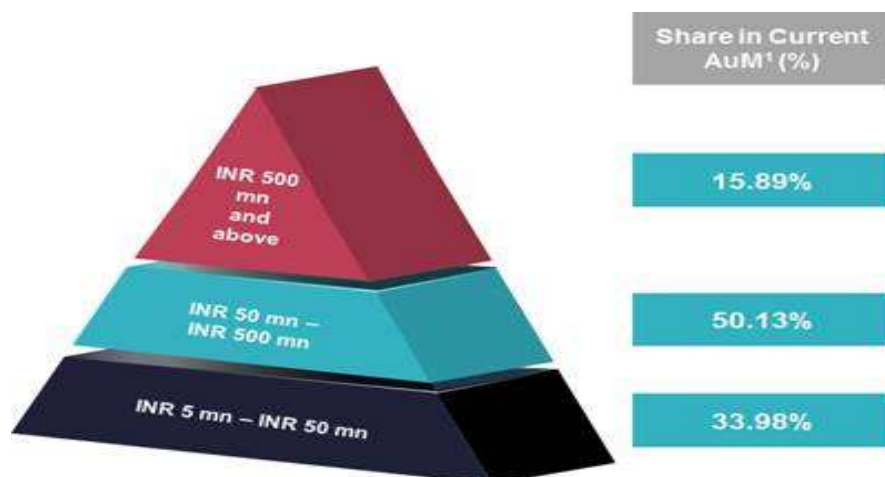 Share in Current
AuM¹ (%)
INR 500
mn
and
above
15.89%
INR 50 mn –
INR 500 mn
50.13%
INR 5 mn – INR 50 mn
33.98%